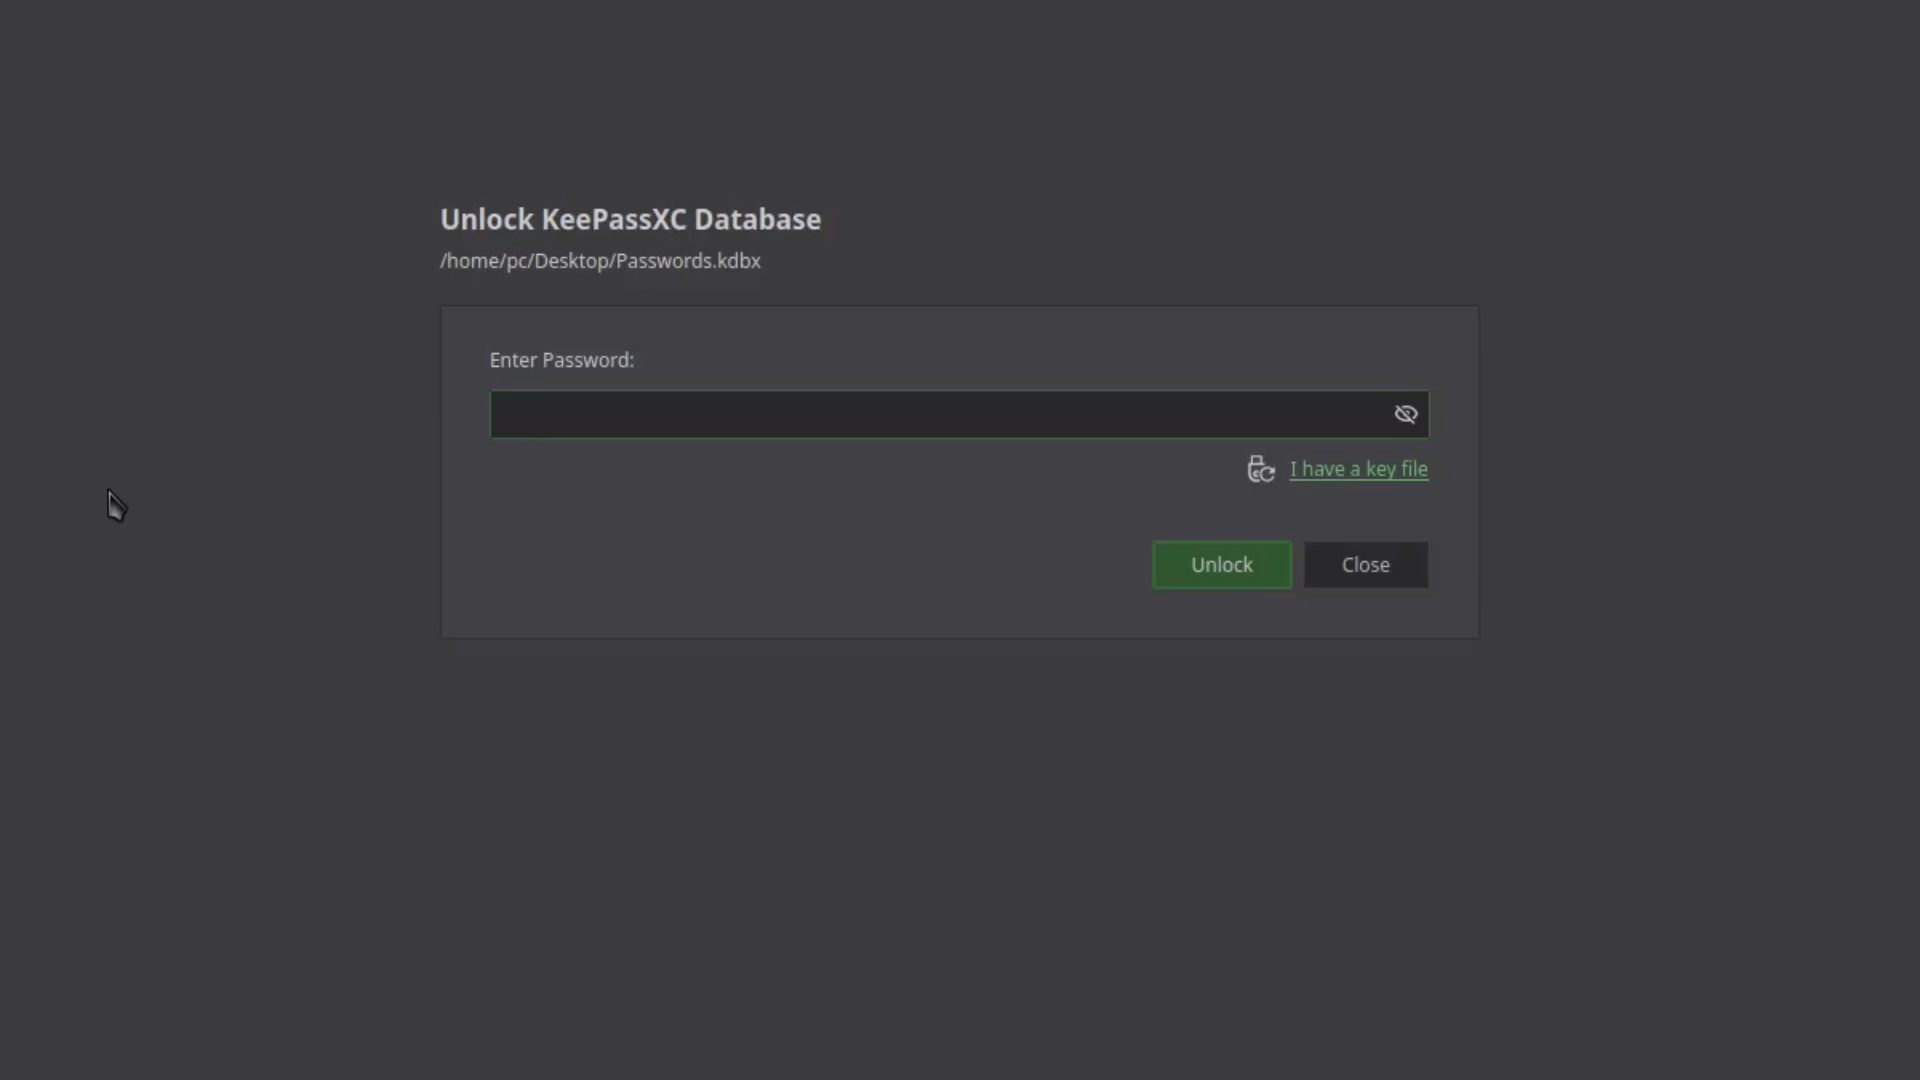 Unlock KeePassXC Database
/home/pc/Desktop/Passwords.kdbx
Enter Password:
I have a key file
Unlock
Close